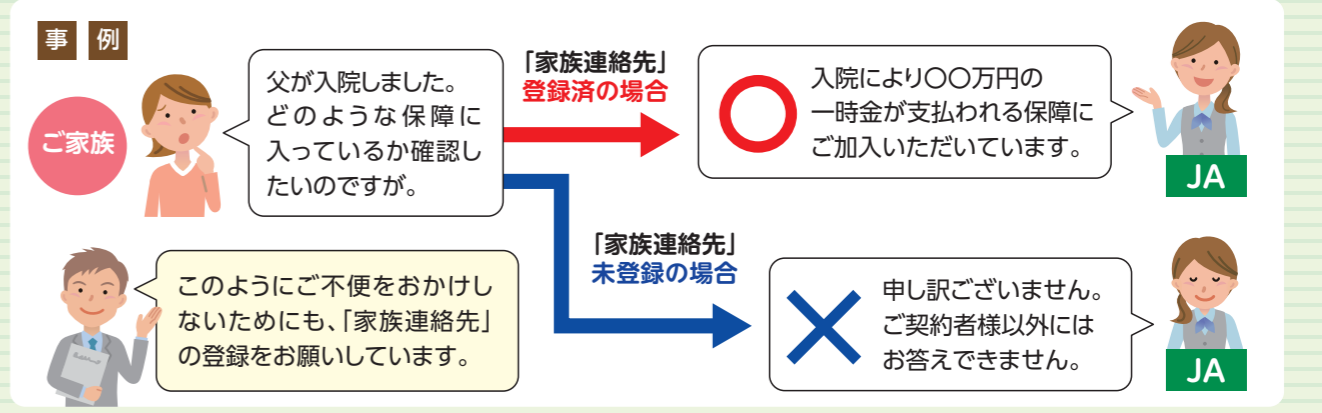 事例
ご家族
父が入院しました。
どのような保障に
入っているか確認し
たいのですが。
「家族連絡先」
登録済の場合
入院により〇〇万円の
一時金が支払われる保障に
ご加入いただいています。
JA
「家族連絡先」
未登録の場合
申し訳ございません。
ご契約者様以外には
お答えできません。
JA
このようにご不便をおかけし
ないためにも、「家族連絡先」
の登録をお願いしています。